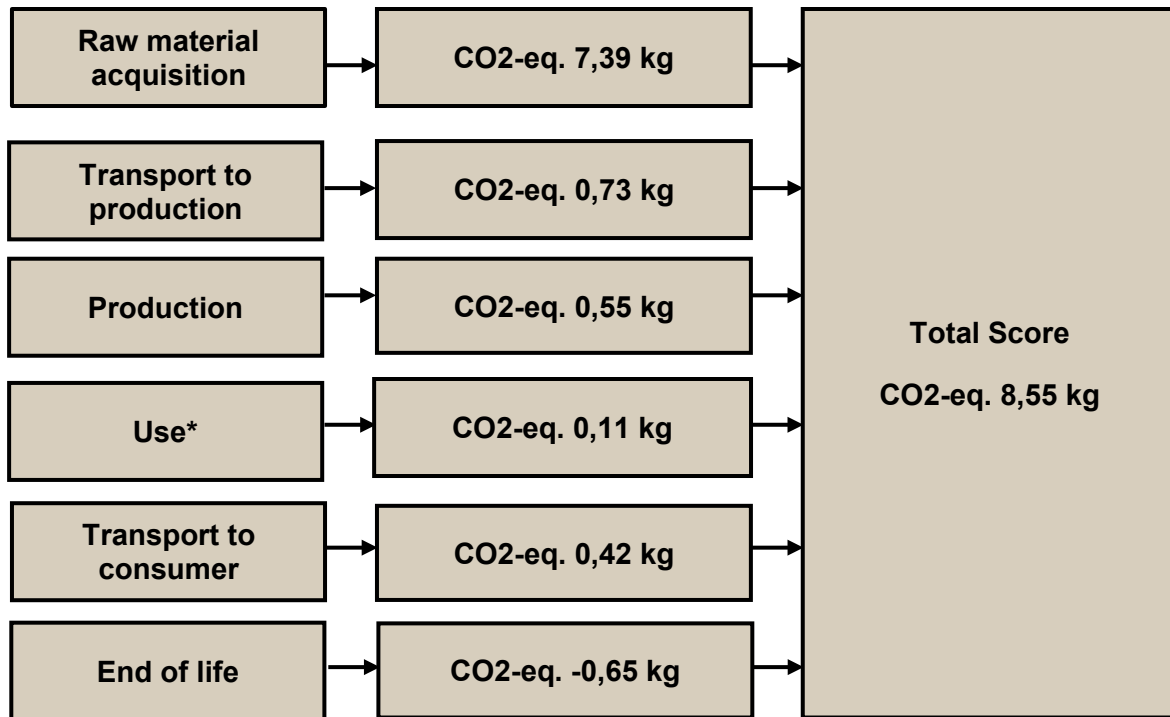 Raw material
acquisition
CO2-eq. 7,39 kg
Transport to
production
CO2-eq. 0,73 kg
Production
CO2-eq. 0,55 kg
Use*
CO2-eq. 0,11 kg
Transport to
consumer
CO2-eq. 0,42 kg
End of life
CO2-eq. -0,65 kg
Total Score
CO2-eq. 8,55 kg